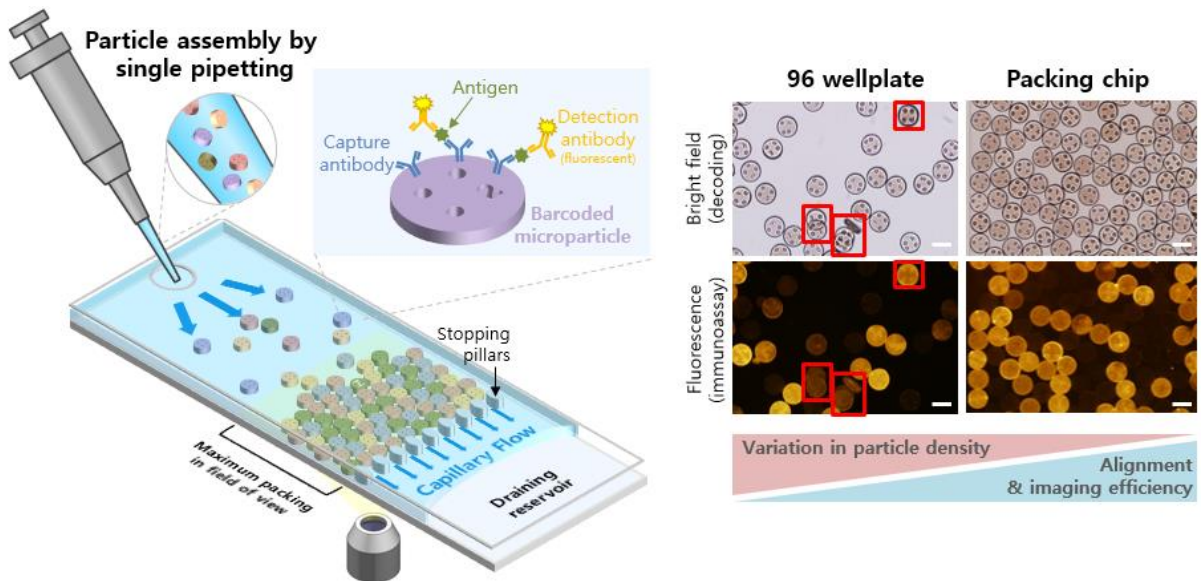 Particle assembly by
single pipetting
Antigen
Capture
antibody
Detection
antibody
(fluorescent)
Barcoded
microparticle
Stopping
pillars
Maximum packing
in field of view
Capillary Flow
Draining
reservoir
96 wellplate
Packing chip
Bright field
(decoding)
Fluorescence
(immunoassay)
Variation in particle density
Alignment
& imaging efficiency